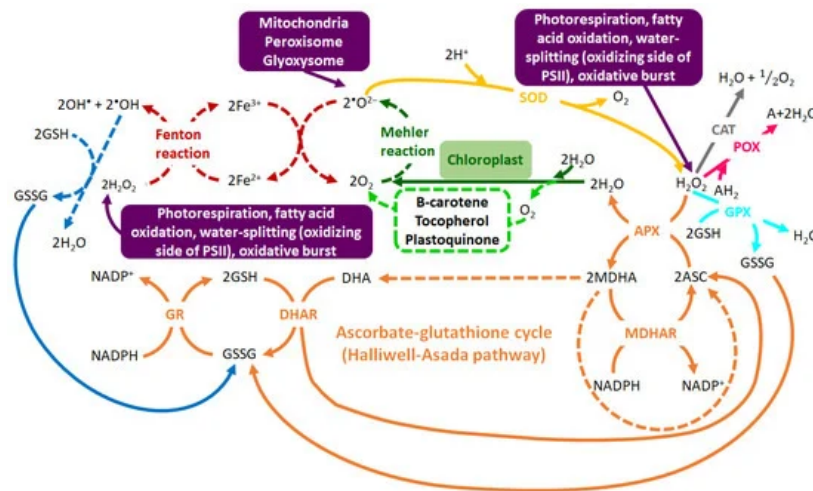 Mitochondria
Peroxisome
Glyoxysome
Photorespiration, fatty
acid oxidation, water-
splitting (oxidizing side of
PSII), oxidative burst
2H⁺
SOD
O₂
H₂O + ¹/₂O₂
2OH• + 2•OH
2Fe³⁺
2•O²⁻
CAT
A+2H₂O
POX
2GSH
Fenton
reaction
Mehler
reaction
Chloroplast
2H₂O
GSSG
2H₂O₂
2Fe²⁺
2O₂
2H₂O
H₂O₂
AH₂
GPX
B-carotene
Tocopherol
Plastoquinone
O₂
2H₂O
Photorespiration, fatty acid
oxidation, water-splitting (oxidizing
side of PSII), oxidative burst
APX
2GSH
H₂O
GSSG
NADP⁺
2GSH
DHA
2MDHA
2ASC
GR
DHAR
Ascorbate-glutathione cycle
(Halliwell-Asada pathway)
MDHAR
NADPH
GSSG
NADPH
NADP⁺